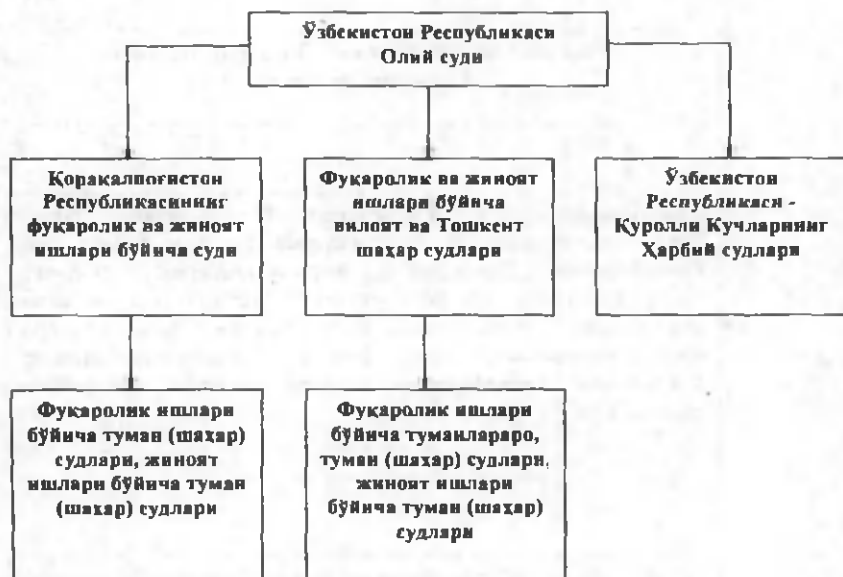 Ўзбекистон Республикаси
Олий суди
Қорақалпоғистон
Республикасининг
фуқаролик ва жиноят
ишлари бўйича суди
Фуқаролик ва жиноят
ишлари бўйича
вилоят ва Тошкент
шаҳар судлари
Ўзбекистон
Республикаси -
Қуролли Кучларининг
Ҳарбий судлари
Фуқаролик ишлари
бўйича туман (шаҳар)
судлари, жиноят
ишлари бўйича туман
(шаҳар) судлари
Фуқаролик ишлари
бўйича туманлараро,
туман (шаҳар) судлари,
жиноят ишлари
бўйича туман (шаҳар)
судлари